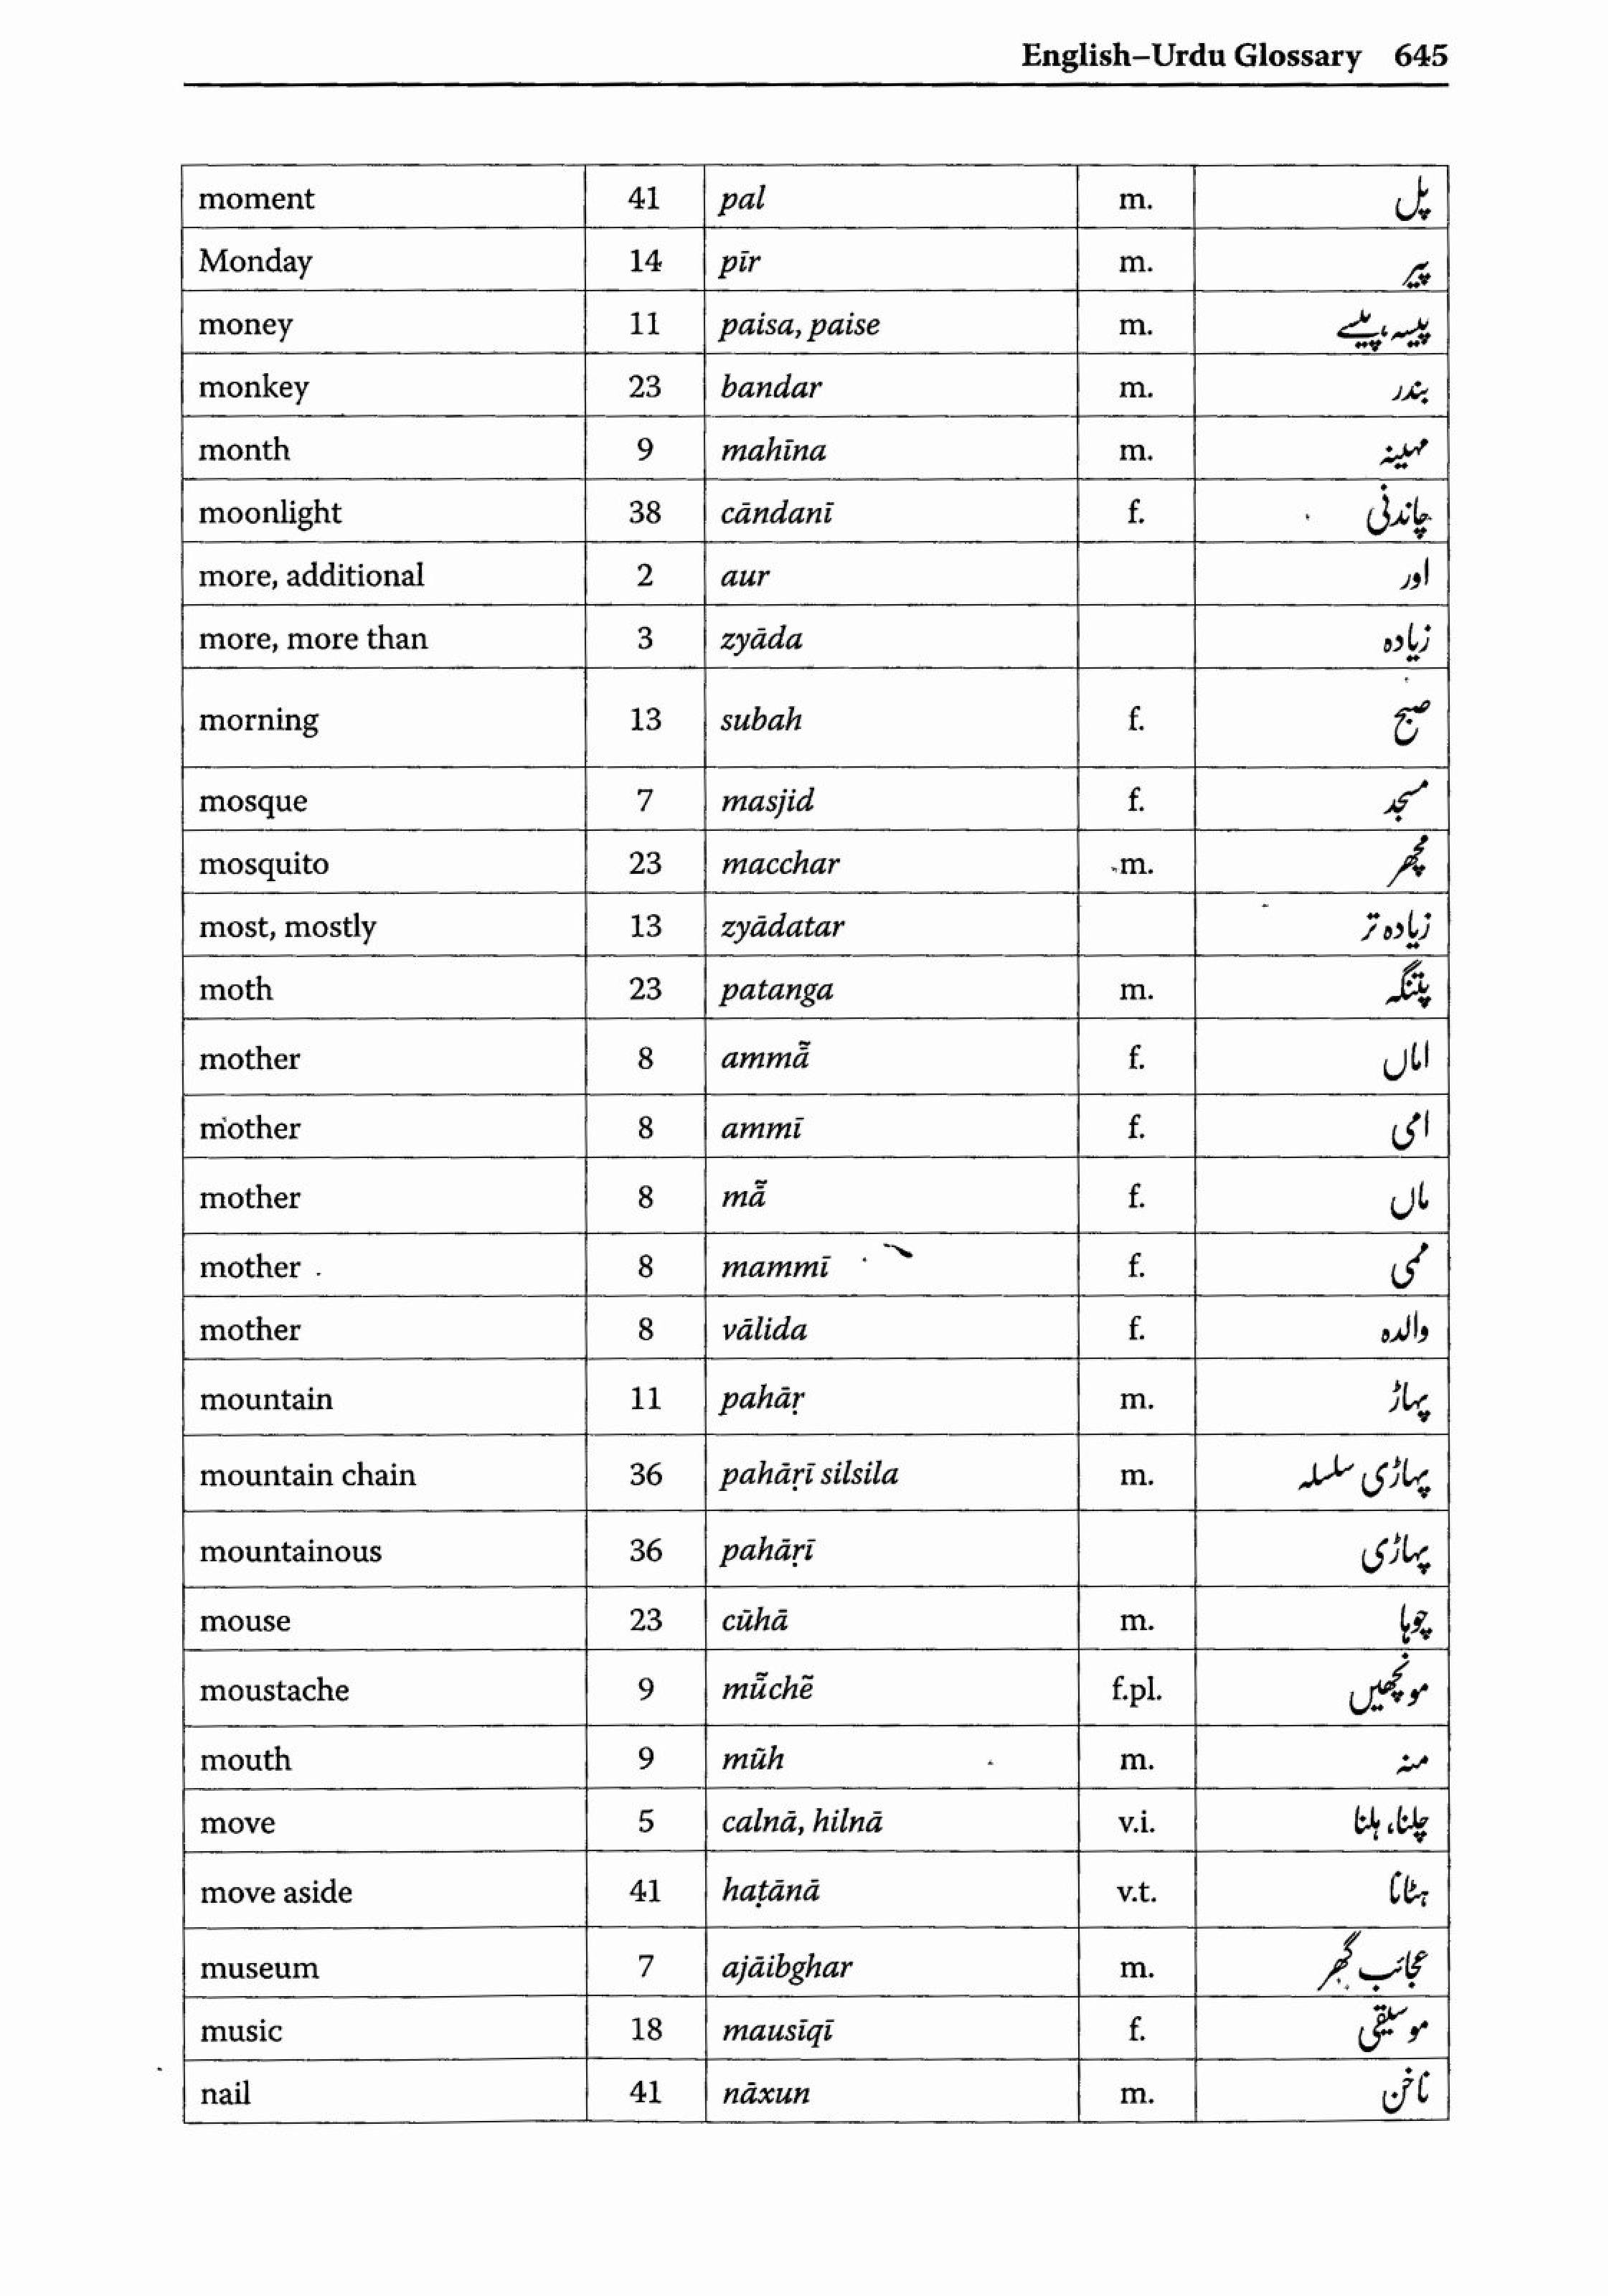 English–Urdu Glossary 645
moment 41 pal m. پل
Monday 14 pīr m. پیر
money 11 paisa, paise m. پیسہ، پیسے
monkey 23 bandar m. بندر
month 9 mahīna m. مہینہ
moonlight 38 cāndanī f. چاندنی
more, additional 2 aur اور
more, more than 3 zyāda زیادہ
morning 13 subah f. صبح
mosque 7 masjid f. مسجد
mosquito 23 macchar m. مچھر
most, mostly 13 zyādatar زیادہ تر
moth 23 patanga m. پتنگہ
mother 8 ammā̃ f. اماں
mother 8 ammī f. امی
mother 8 mā̃ f. ماں
mother 8 mammī f. ممی
mother 8 vālida f. والدہ
mountain 11 pahāṛ m. پہاڑ
mountain chain 36 pahāṛī silsila m. پہاڑی سلسلہ
mountainous 36 pahāṛī پہاڑی
mouse 23 cūhā m. چوہا
moustache 9 mū̃chẽ f.pl. مونچھیں
mouth 9 mũh m. منہ
move 5 calnā, hilnā v.i. چلنا، ہلنا
move aside 41 haṭānā v.t. ہٹانا
museum 7 ajāibghar m. عجائب گھر
music 18 mausīqī f. موسیقی
nail 41 nāxun m. ناخن